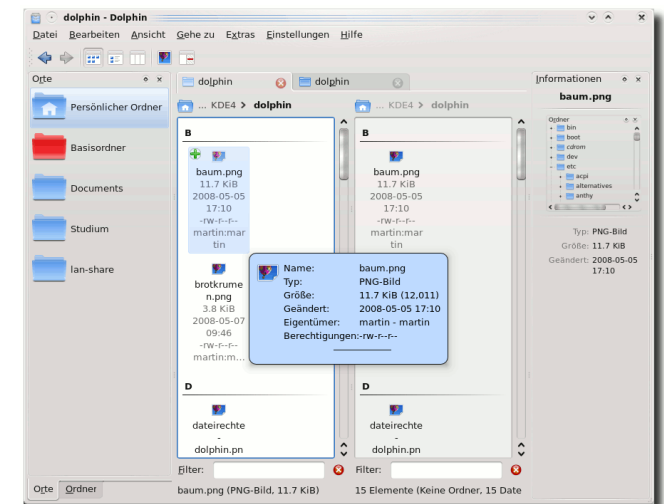 dolphin - Dolphin
Datei Bearbeiten Ansicht Gehe zu Extras Einstellungen Hilfe
Orte
Persönlicher Ordner
Basisordner
Documents
Studium
lan-share
Orte Ordner
dolphin
dolphin
... KDE4 > dolphin
B
baum.png
11.7 KiB
2008-05-05
17:10
-rw-r--r--
martin:mar
tin
brotkrume
n.png
3.8 KiB
2008-05-07
09:46
-rw-r--r--
martin:m...
D
dateirechte
-
dolphin.pn
Filter:
baum.png (PNG-Bild, 11.7 KiB)
... KDE4 > dolphin
B
baum.png
11.7 KiB
2008-05-05
17:10
-rw-r--r--
martin:mar
tin
D
dateirechte
-
dolphin.pn
Filter:
15 Elemente (Keine Ordner, 15 Date
Name: baum.png
Typ: PNG-Bild
Größe: 11.7 KiB (12,011)
Geändert: 2008-05-05 17:10
Eigentümer: martin - martin
Berechtigungen:-rw-r--r--
Informationen
baum.png
Ordner
bin
boot
cdrom
dev
etc
acpi
alternatives
anthy
Typ: PNG-Bild
Größe: 11.7 KiB
Geändert: 2008-05-05
17:10